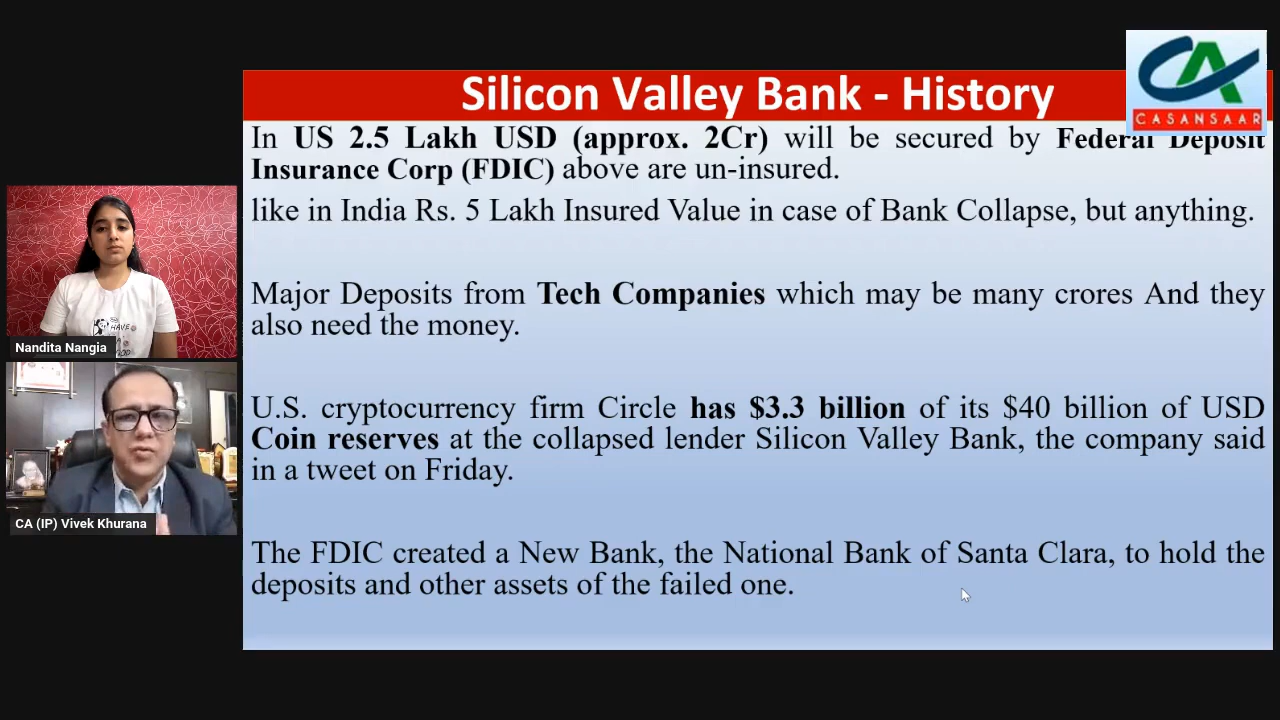 Silicon Valley Bank - History
CASANSAAR
In US 2.5 Lakh USD (approx. 2Cr) will be secured by Federal Deposit
Insurance Corp (FDIC) above are un-insured.
like in India Rs. 5 Lakh Insured Value in case of Bank Collapse, but anything.
Major Deposits from Tech Companies which may be many crores And they
also need the money.
U.S. cryptocurrency firm Circle has $3.3 billion of its $40 billion of USD
Coin reserves at the collapsed lender Silicon Valley Bank, the company said
in a tweet on Friday.
The FDIC created a New Bank, the National Bank of Santa Clara, to hold the
deposits and other assets of the failed one.
HAVE
Nandita Nangia
CA (IP) Vivek Khurana